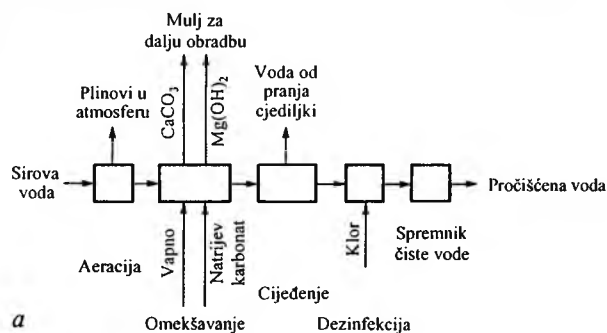 Mulj za
dalju obradbu
Plinovi u
atmosferu
CaCO₃
Mg(OH)₂
Voda od
pranja
cjediljki
Sirova
voda
Pročišćena voda
Aeracija
Vapno
Natrijev
karbonat
Cijeđenje
Klor
Spremnik
čiste vode
a
Omekšavanje
Dezinfekcija